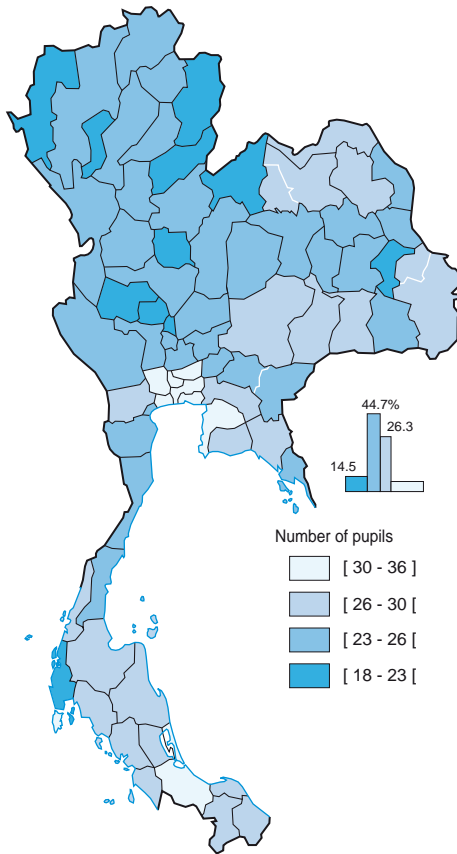 44.7%
26.3
14.5
Number of pupils
[ 30 - 36 ]
[ 26 - 30 [
[ 23 - 26 [
[ 18 - 23 [